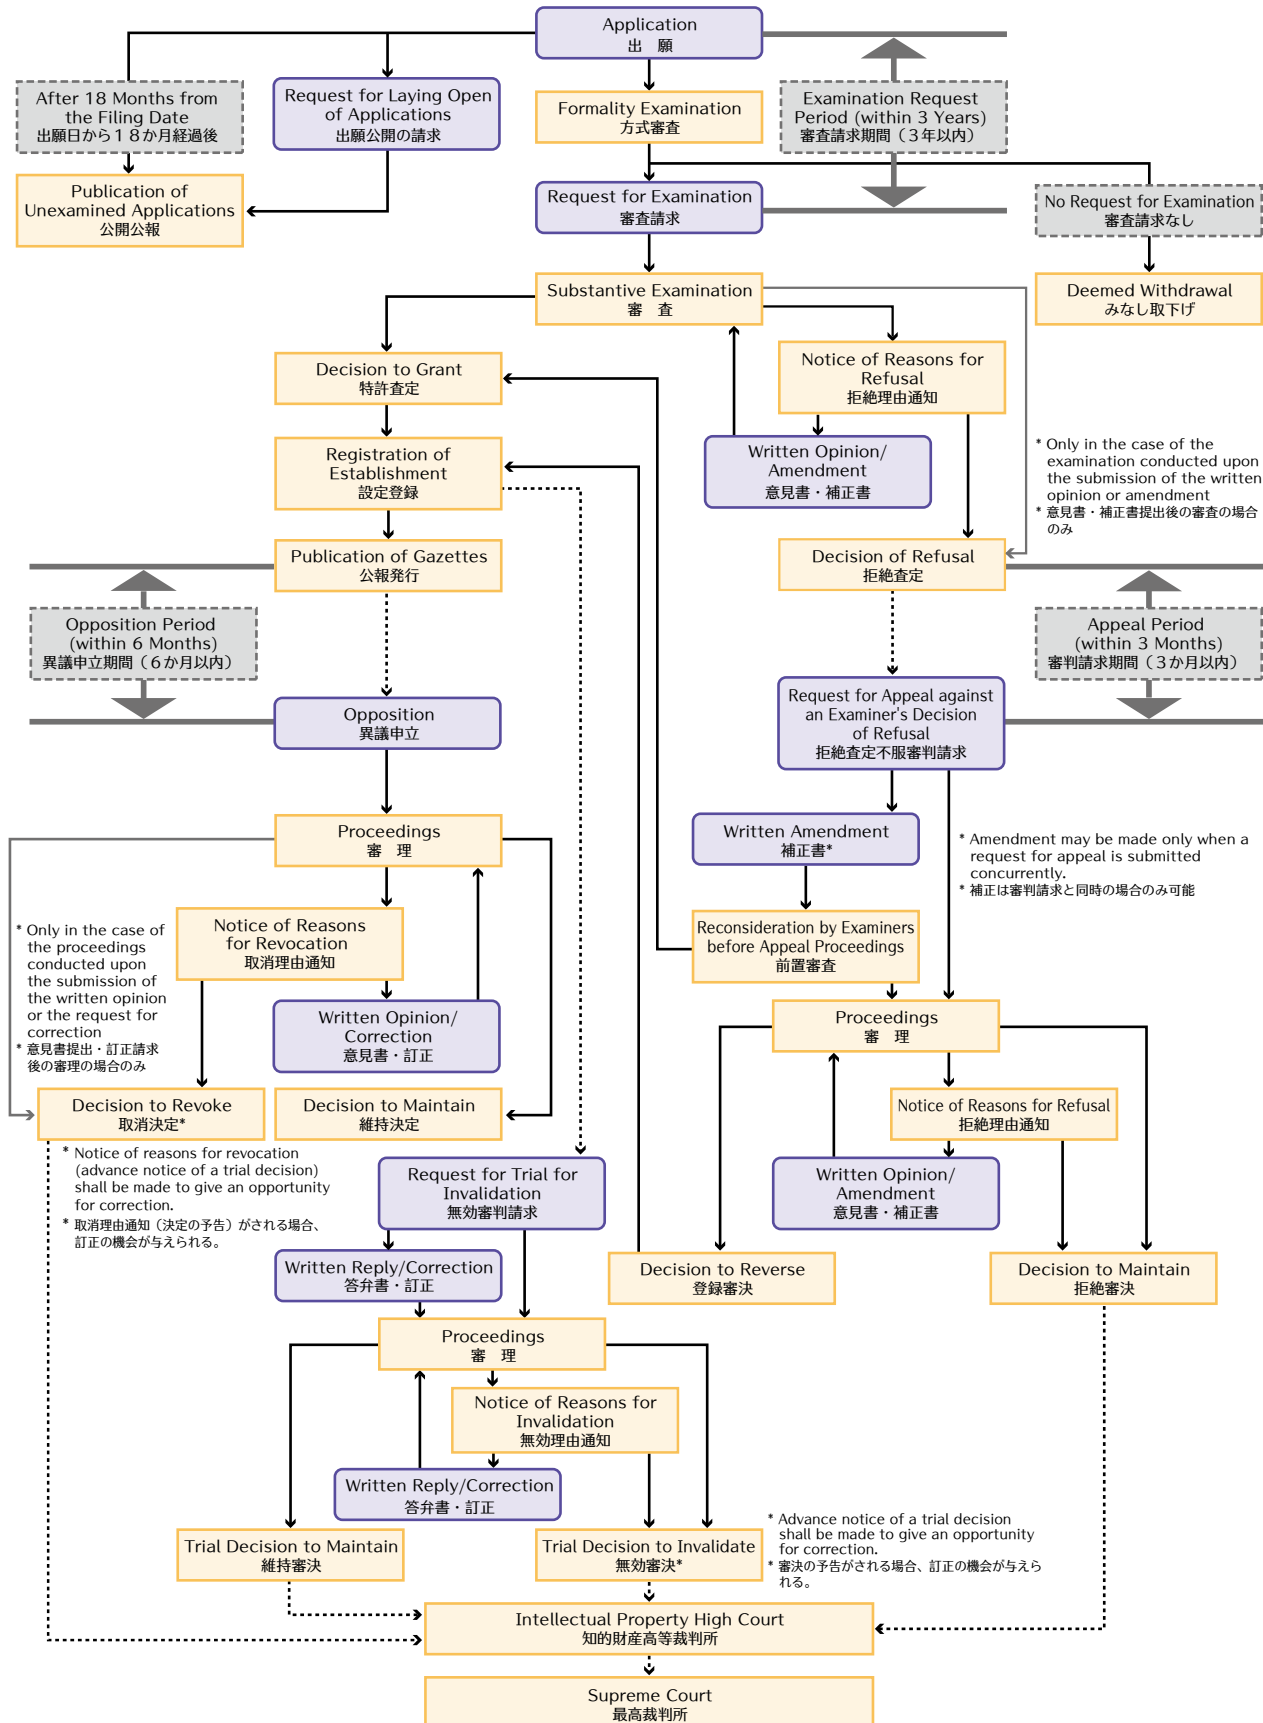 Application
出　願
After 18 Months from
the Filing Date
出願日から１８か月経過後
Request for Laying Open
of Applications
出願公開の請求
Formality Examination
方式審査
Examination Request
Period (within 3 Years)
審査請求期間（３年以内）
Publication of
Unexamined Applications
公開公報
Request for Examination
審査請求
No Request for Examination
審査請求なし
Substantive Examination
審　査
Deemed Withdrawal
みなし取下げ
Decision to Grant
特許査定
Notice of Reasons for
Refusal
拒絶理由通知
Registration of
Establishment
設定登録
Written Opinion/
Amendment
意見書・補正書
* Only in the case of the
examination conducted upon
the submission of the written
opinion or amendment
* 意見書・補正書提出後の審査の場合
のみ
Publication of Gazettes
公報発行
Decision of Refusal
拒絶査定
Opposition Period
(within 6 Months)
異議申立期間（６か月以内）
Appeal Period
(within 3 Months)
審判請求期間（３か月以内）
Opposition
異議申立
Request for Appeal against
an Examiner's Decision
of Refusal
拒絶査定不服審判請求
Proceedings
審　理
Written Amendment
補正書*
* Amendment may be made only when a
request for appeal is submitted
concurrently.
* 補正は審判請求と同時の場合のみ可能
* Only in the case of
the proceedings
conducted upon
the submission of
the written opinion
or the request for
correction
* 意見書提出・訂正請求
後の審理の場合のみ
Notice of Reasons
for Revocation
取消理由通知
Reconsideration by Examiners
before Appeal Proceedings
前置審査
Written Opinion/
Correction
意見書・訂正
Proceedings
審　理
Decision to Revoke
取消決定*
Decision to Maintain
維持決定
Notice of Reasons for Refusal
拒絶理由通知
* Notice of reasons for revocation
(advance notice of a trial decision)
shall be made to give an opportunity
for correction.
* 取消理由通知（決定の予告）がされる場合、
訂正の機会が与えられる。
Request for Trial for
Invalidation
無効審判請求
Written Opinion/
Amendment
意見書・補正書
Written Reply/Correction
答弁書・訂正
Decision to Reverse
登録審決
Decision to Maintain
拒絶審決
Proceedings
審　理
Notice of Reasons for
Invalidation
無効理由通知
Written Reply/Correction
答弁書・訂正
Trial Decision to Maintain
維持審決
Trial Decision to Invalidate
無効審決*
* Advance notice of a trial decision
shall be made to give an opportunity
for correction.
* 審決の予告がされる場合、訂正の機会が与えら
れる。
Intellectual Property High Court
知的財産高等裁判所
Supreme Court
最高裁判所